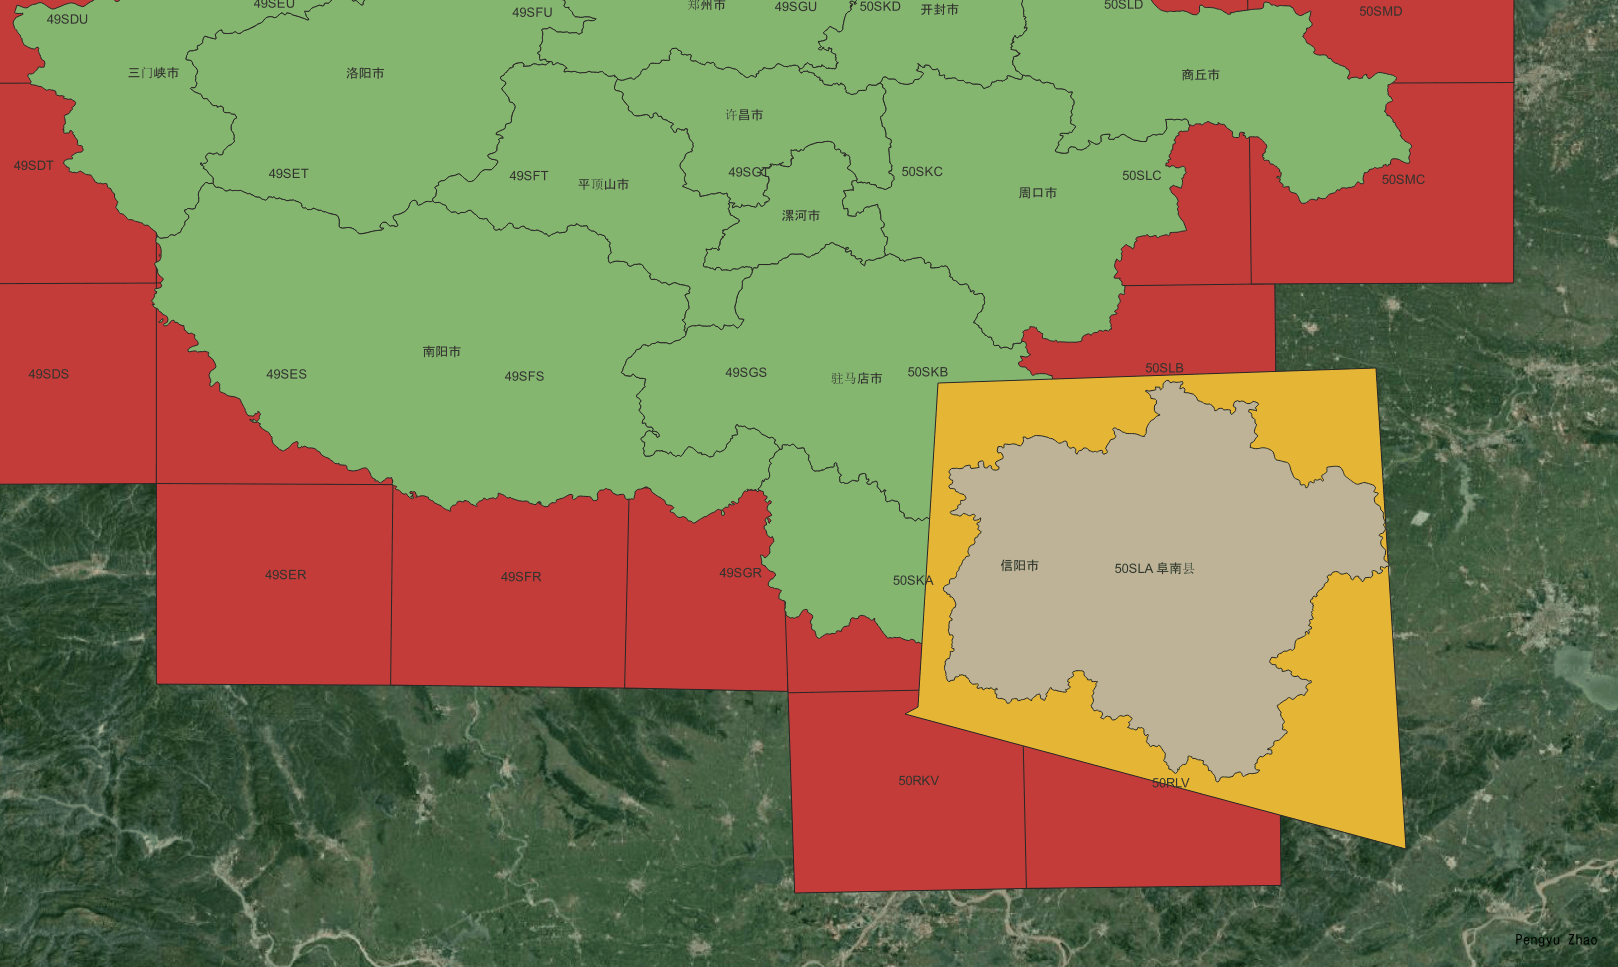 49SEU
49SDU
49SFU
郑州市
49SGU
50SKD
开封市
50SLD
50SMD
三门峡市
洛阳市
商丘市
许昌市
49SDT
49SET
49SFT
平顶山市
49SGT
50SKC
周口市
50SLC
50SMC
漯河市
南阳市
49SDS
49SES
49SFS
49SGS
驻马店市
50SKB
50SLB
49SER
49SFR
49SGR
50SKA
信阳市
50SLA 阜南县
50RKV
50RLV
Pengyu Zhao